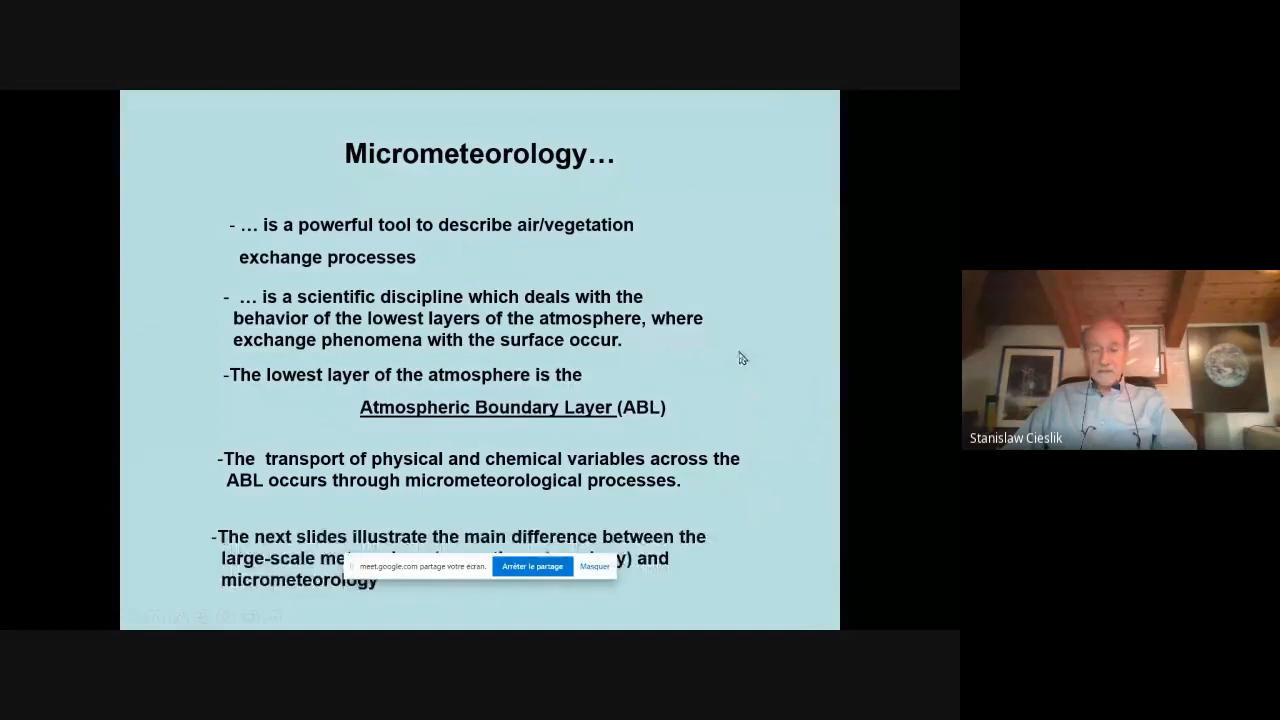 Micrometeorology…
- … is a powerful tool to describe air/vegetation
exchange processes
- … is a scientific discipline which deals with the
behavior of the lowest layers of the atmosphere, where
exchange phenomena with the surface occur.
-The lowest layer of the atmosphere is the
Atmospheric Boundary Layer (ABL)
-The transport of physical and chemical variables across the
ABL occurs through micrometeorological processes.
-The next slides illustrate the main difference between the
large-scale and
micrometeorology
meet.google.com partage votre écran. Arrêter le partage Masquer
Stanislaw Cieslik